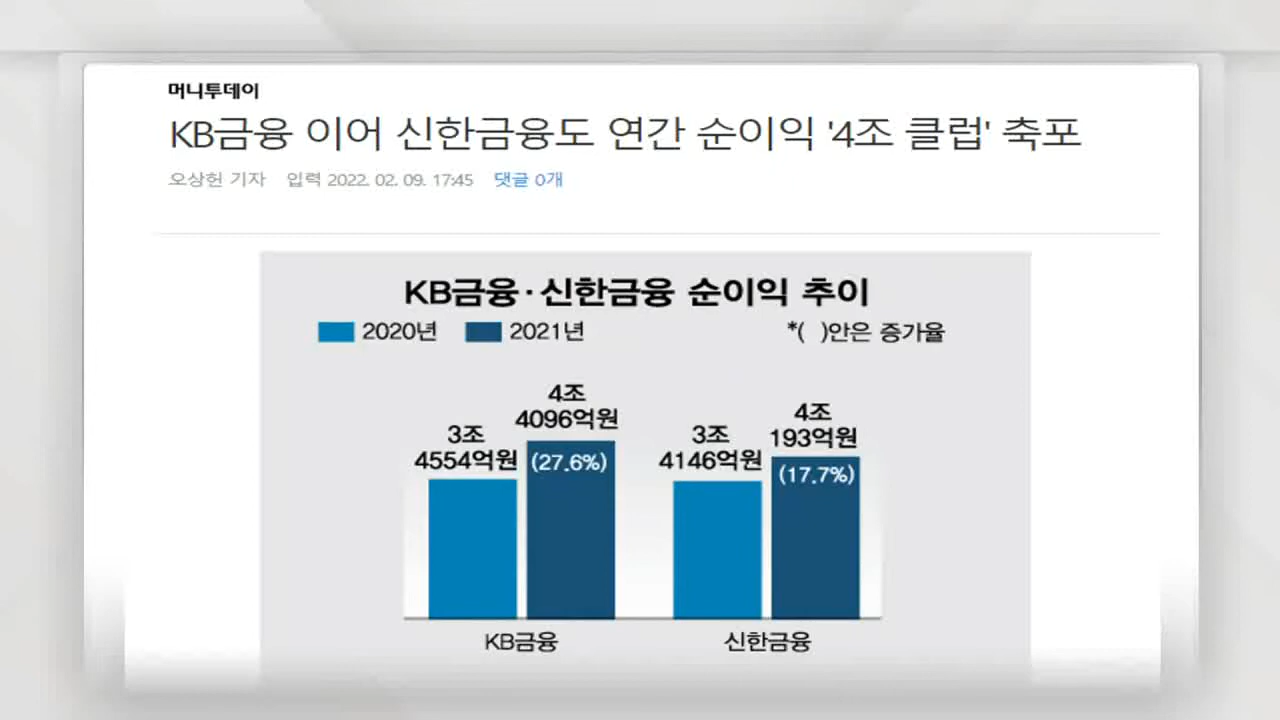 머니투데이
KB금융 이어 신한금융도 연간 순이익 '4조 클럽' 축포
오상헌 기자 입력 2022. 02. 09. 17:45 댓글 0개
KB금융·신한금융 순이익 추이
2020년 2021년 *( )안은 증가율
3조
4554억원
4조
4096억원
(27.6%)
3조
4146억원
4조
193억원
(17.7%)
KB금융 신한금융